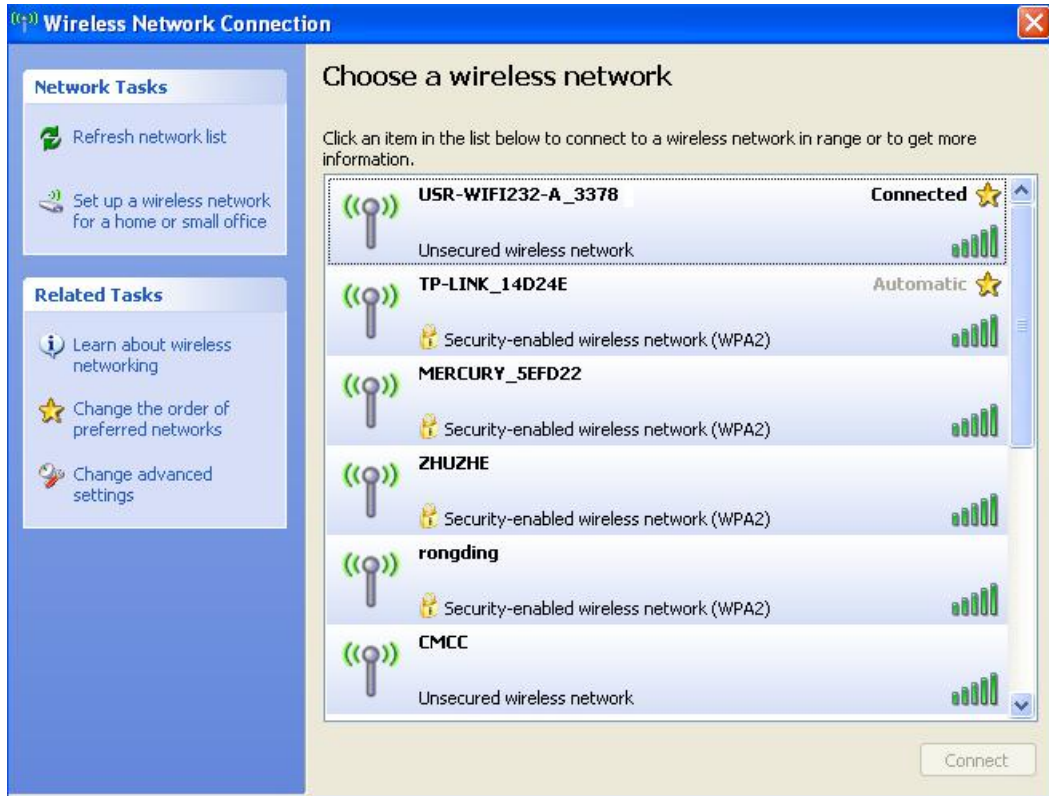 Wireless Network Connection
Network Tasks
Refresh network list
Set up a wireless network
for a home or small office
Related Tasks
Learn about wireless
networking
Change the order of
preferred networks
Change advanced
settings
Choose a wireless network
Click an item in the list below to connect to a wireless network in range or to get more
information.
USR-WIFI232-A_3378 Connected
Unsecured wireless network
TP-LINK_14D24E Automatic
Security-enabled wireless network (WPA2)
MERCURY_5EFD22
Security-enabled wireless network (WPA2)
ZHUZHE
Security-enabled wireless network (WPA2)
rongding
Security-enabled wireless network (WPA2)
CMCC
Unsecured wireless network
Connect